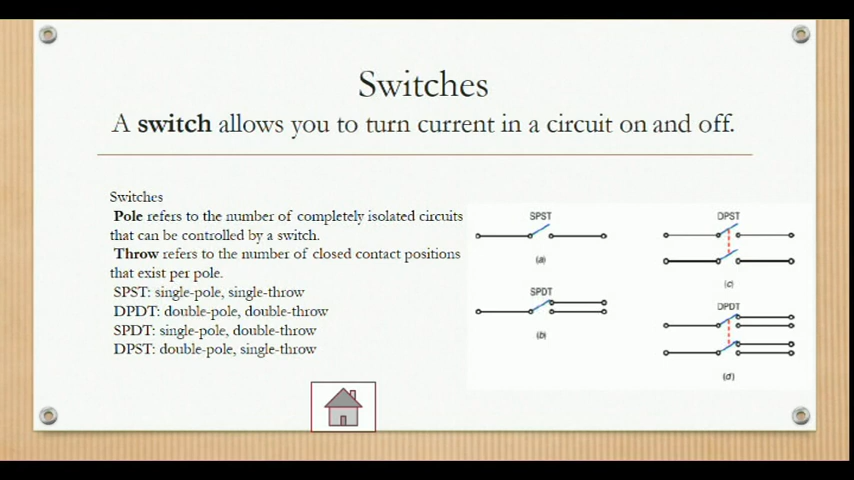 Switches
A switch allows you to turn current in a circuit on and off.
Switches
Pole refers to the number of completely isolated circuits
that can be controlled by a switch.
Throw refers to the number of closed contact positions
that exist per pole.
SPST: single-pole, single-throw
DPDT: double-pole, double-throw
SPDT: single-pole, double-throw
DPST: double-pole, single-throw
SPST
(a)
SPDT
(b)
DPST
(c)
DPDT
(d)